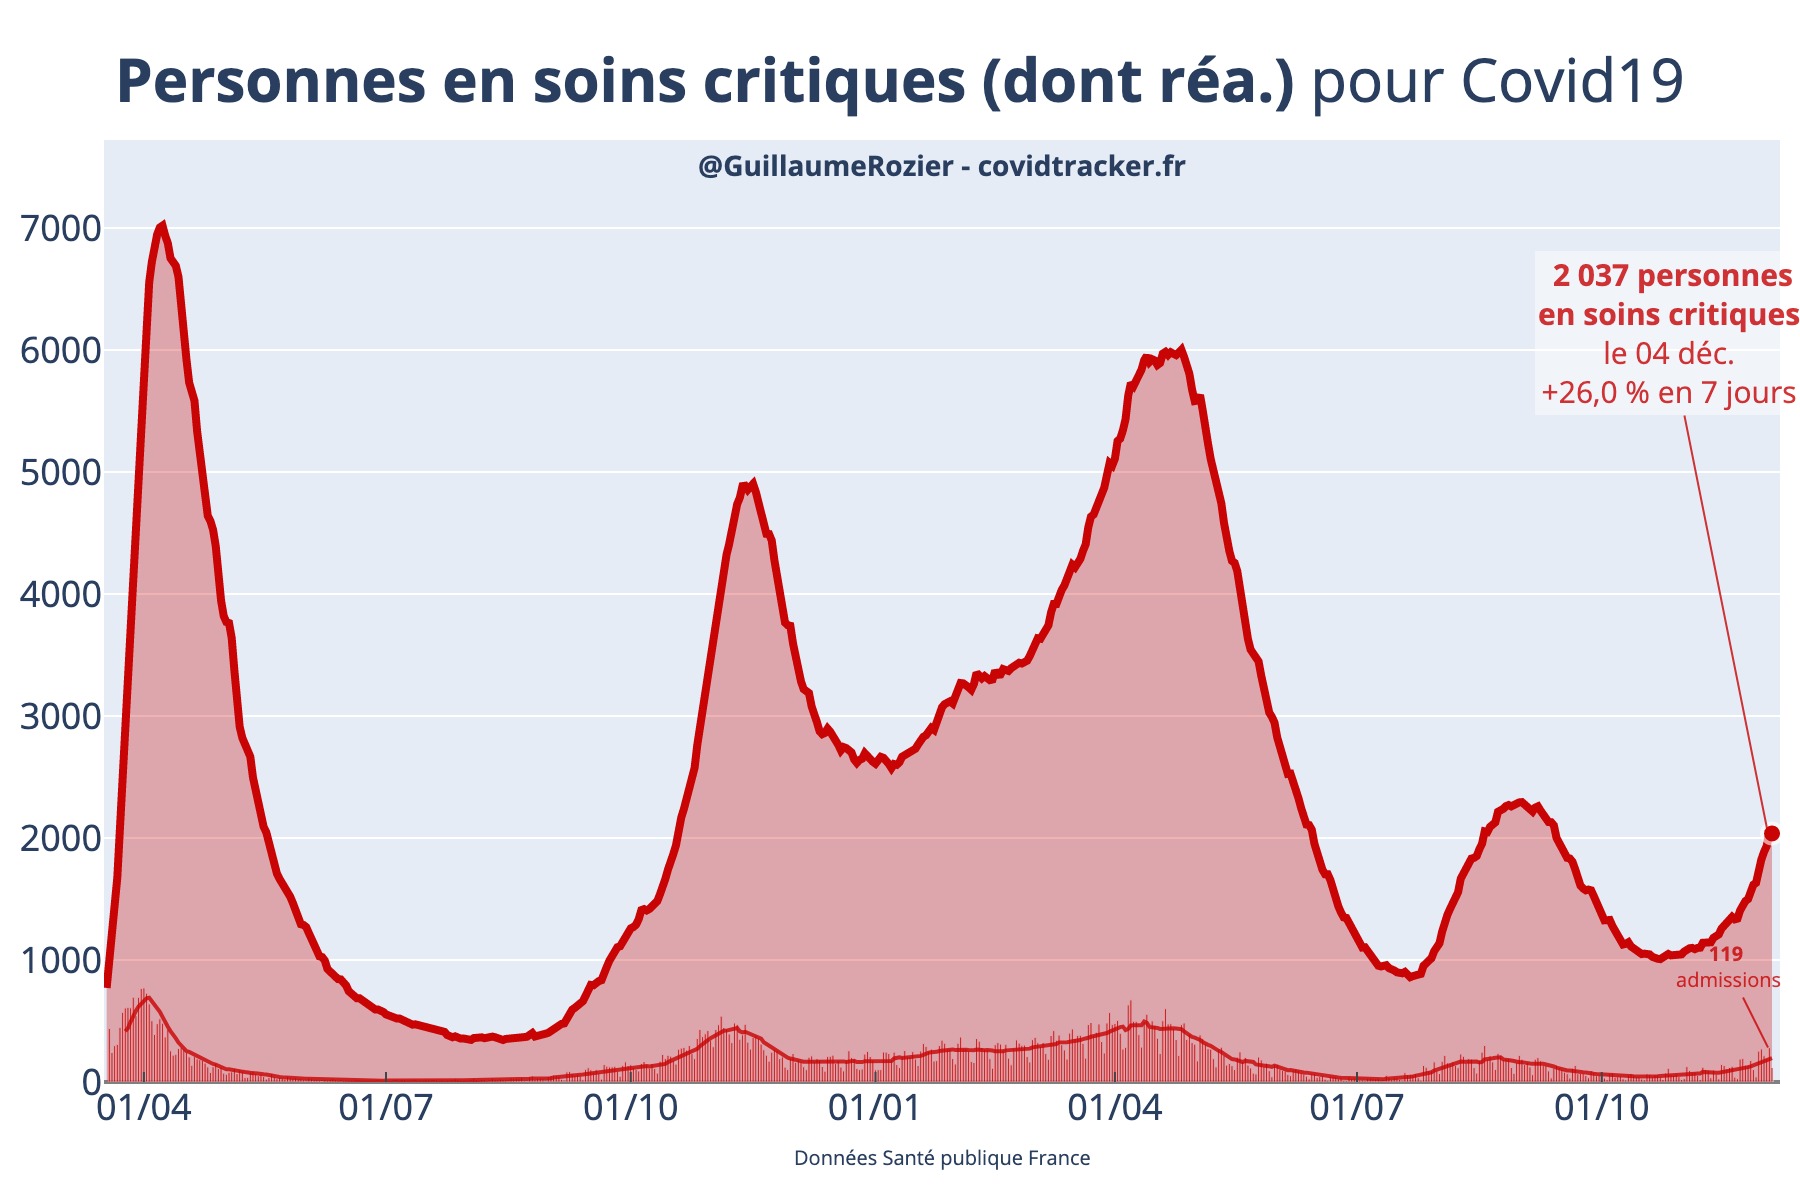 Personnes en soins critiques (dont réa.) pour Covid19
@GuillaumeRozier - covidtracker.fr
7000
6000
5000
4000
3000
2000
1000
0
2 037 personnes
en soins critiques
le 04 déc.
+26,0 % en 7 jours
119
admissions
01/04
01/07
01/10
01/01
01/04
01/07
01/10
Données Santé publique France